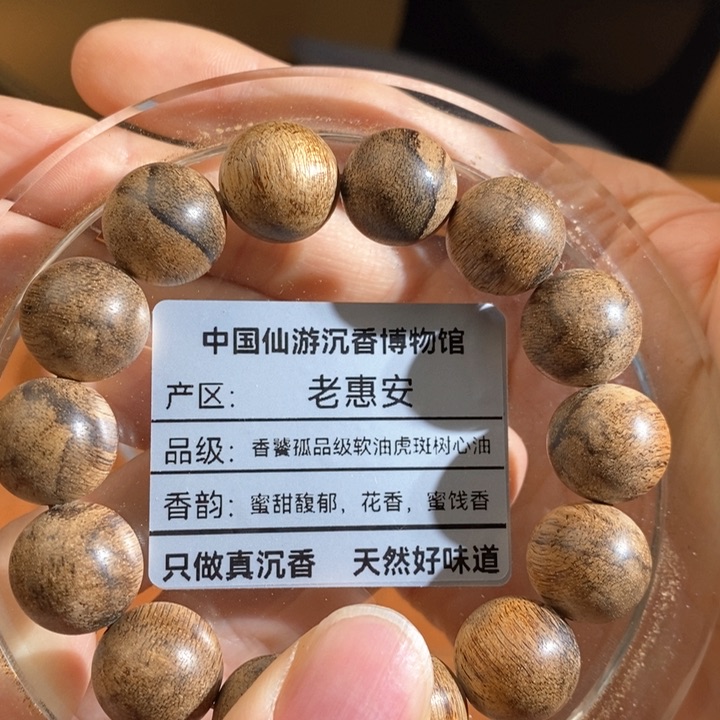 中国仙游沉香博物馆
产区： 老惠安
品级：香饕孤品级软油虎斑树心油
香韵：蜜甜馥郁，花香，蜜饯香
只做真沉香 天然好味道